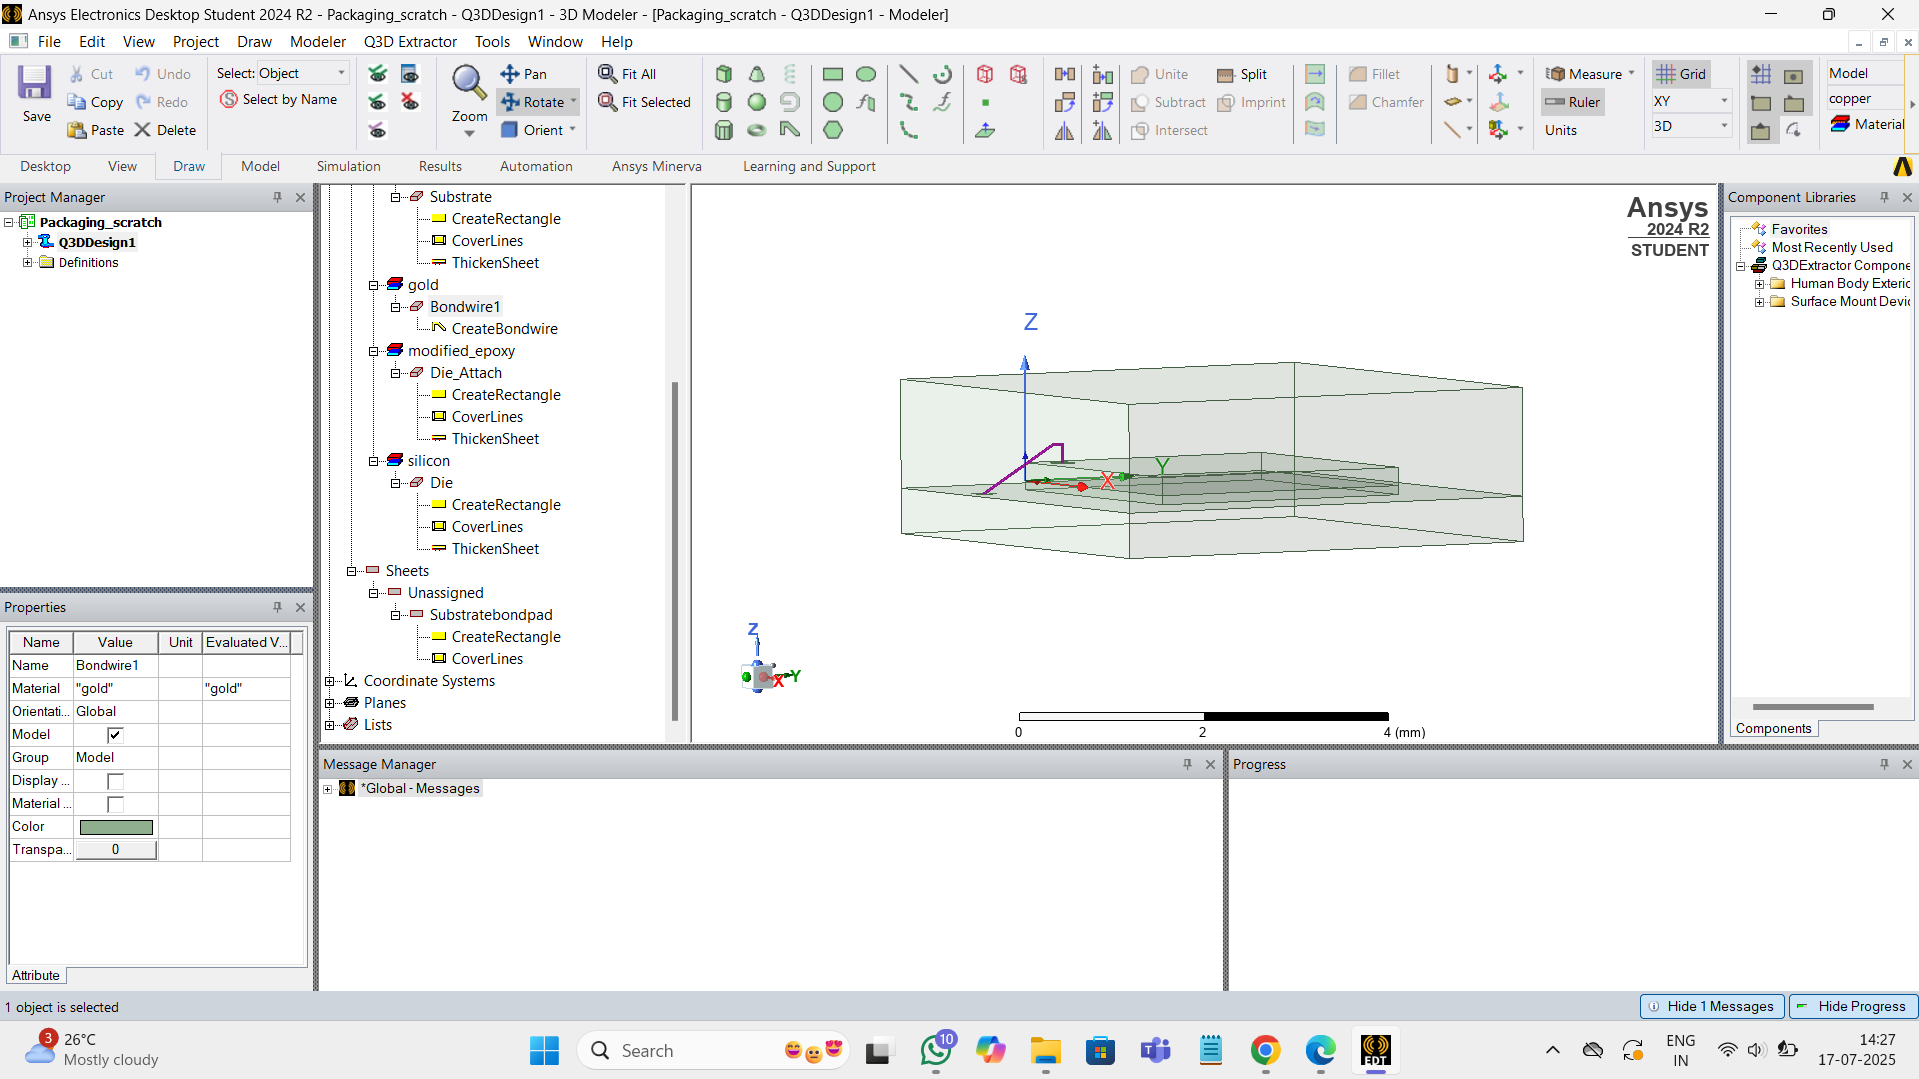 Ansys Electronics Desktop Student 2024 R2 - Packaging_scratch - Q3DDesign1 - 3D Modeler - [Packaging_scratch - Q3DDesign1 - Modeler]
File Edit View Project Draw Modeler Q3D Extractor Tools Window Help
Save
Cut
Copy
Paste
Undo
Redo
Delete
Select: Object
Select by Name
Zoom
Pan
Rotate
Orient
Fit All
Fit Selected
Unite
Subtract
Intersect
Split
Imprint
Fillet
Chamfer
Measure
Ruler
Units
Grid
XY
3D
Model
copper
Material
Desktop View Draw Model Simulation Results Automation Ansys Minerva Learning and Support
Project Manager
Packaging_scratch
Q3DDesign1
Definitions
Substrate
CreateRectangle
CoverLines
ThickenSheet
gold
Bondwire1
CreateBondwire
modified_epoxy
Die_Attach
CreateRectangle
CoverLines
ThickenSheet
silicon
Die
CreateRectangle
CoverLines
ThickenSheet
Sheets
Unassigned
Substratebondpad
CreateRectangle
CoverLines
Coordinate Systems
Planes
Lists
Ansys
2024 R2
STUDENT
Z
Y
X
Z
Y
X
0 2 4 (mm)
Component Libraries
Favorites
Most Recently Used
Q3DExtractor Compone
Human Body Exteric
Surface Mount Devi
Components
Properties
Name Value Unit Evaluated V...
Name Bondwire1
Material "gold" "gold"
Orientati... Global
Model
Group Model
Display ...
Material ...
Color
Transpa... 0
Attribute
Message Manager
*Global - Messages
Progress
1 object is selected
Hide 1 Messages
Hide Progress
3
26°C
Mostly cloudy
Search
10
EDT
ENG
IN
14:27
17-07-2025